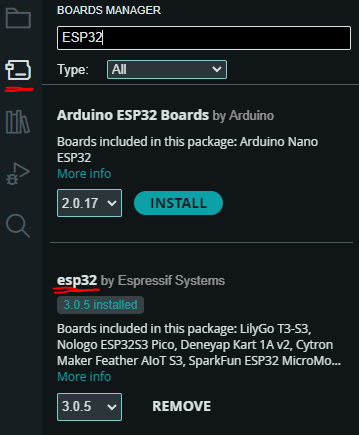 BOARDS MANAGER
ESP32
Type: All
Arduino ESP32 Boards by Arduino
Boards included in this package: Arduino Nano
ESP32
More info
2.0.17 INSTALL
esp32 by Espressif Systems
3.0.5 installed
Boards included in this package: LilyGo T3-S3,
Nologo ESP32S3 Pico, Deneyap Kart 1A v2, Cytron
Maker Feather AIoT S3, SparkFun ESP32 MicroMo...
More info
3.0.5 REMOVE